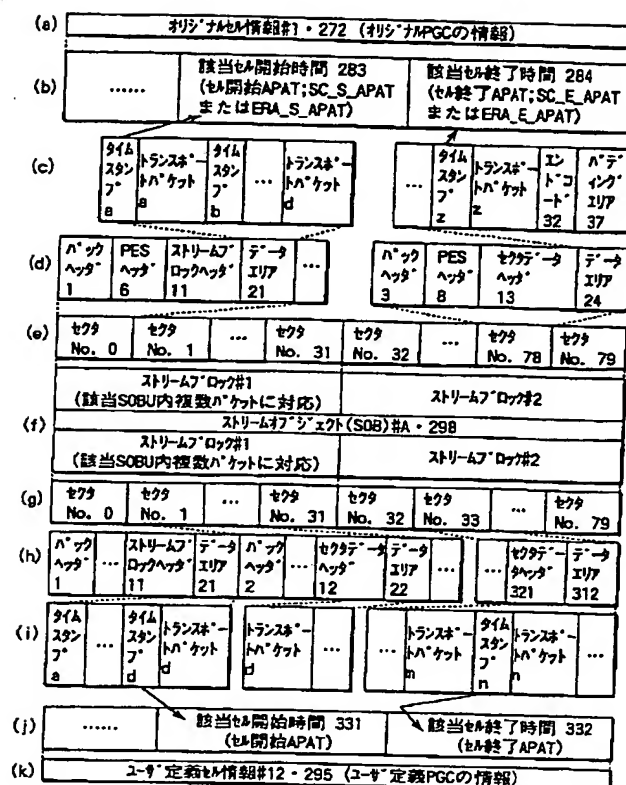 (a) オリジナルセル情報#1・272 (オリジナルPGCの情報)
(b) ......
該当セル開始時間 283
(セル開始APAT;SC_S_APAT
またはERA_S_APAT)
該当セル終了時間 284
(セル終了APAT;SC_E_APAT
またはERA_E_APAT)
(c)
タイム
スタン
プ
a
トランスポー
トパケット
a
タイム
スタン
プ
b
...
トランスポー
トパケット
d
...
タイム
スタン
プ
z
トランスポー
トパケット
z
エン
ドコ
ード
32
パデ
ィング
エリア
37
(d)
パック
ヘッダ
1
PES
ヘッダ
6
ストリームブ
ロックヘッダ
11
データ
エリア
21
...
パック
ヘッダ
3
PES
ヘッダ
8
セクタデータ
ヘッダ
13
データ
エリア
24
(e)
セクタ
No. 0
セクタ
No. 1
...
セクタ
No. 31
セクタ
No. 32
...
セクタ
No. 78
セクタ
No. 79
ストリームブロック#1
(該当SOBU内複数パケットに対応)
ストリームブロック#2
(f) ストリームオブジェクト(SOB)#A・298
ストリームブロック#1
(該当SOBU内複数パケットに対応)
ストリームブロック#2
(g)
セクタ
No. 0
セクタ
No. 1
...
セクタ
No. 31
セクタ
No. 32
セクタ
No. 33
...
セクタ
No. 79
(h)
パック
ヘッダ
1
...
ストリームブ
ロックヘッダ
11
データ
エリア
21
パック
ヘッダ
2
...
セクタデータ
ヘッダ
12
データ
エリア
22
...
...
セクタデー
タヘッダ
321
データ
エリア
312
(i)
タイム
スタン
プ
a
...
タイム
スタン
プ
d
トランスポー
トパケット
d
トランスポー
トパケット
d
...
...
トランスポー
トパケット
m
タイム
スタン
プ
n
トランスポー
トパケット
n
...
(j) ......
該当セル開始時間 331
(セル開始APAT)
該当セル終了時間 332
(セル終了APAT)
(k) ユーザ定義セル情報#12・295 (ユーザ定義PGCの情報)